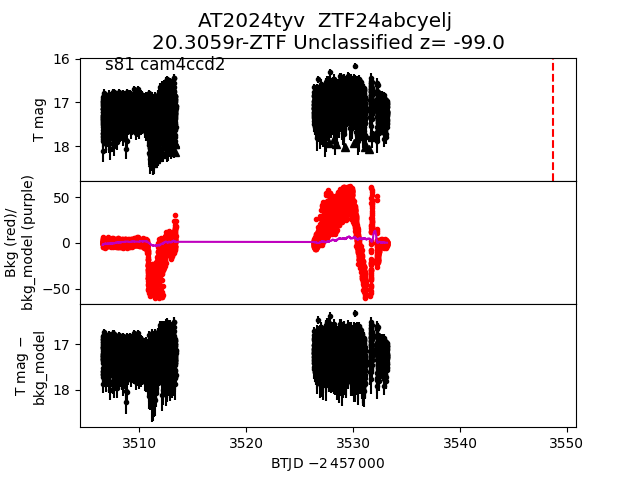 AT2024tyv  ZTF24abcyelj
20.3059r-ZTF Unclassified z= -99.0
s81 cam4ccd2
16
17
18
T mag
50
0
−50
Bkg (red)/
bkg_model (purple)
17
18
T mag −
bkg_model
3510
3520
3530
3540
3550
BTJD −2 457 000